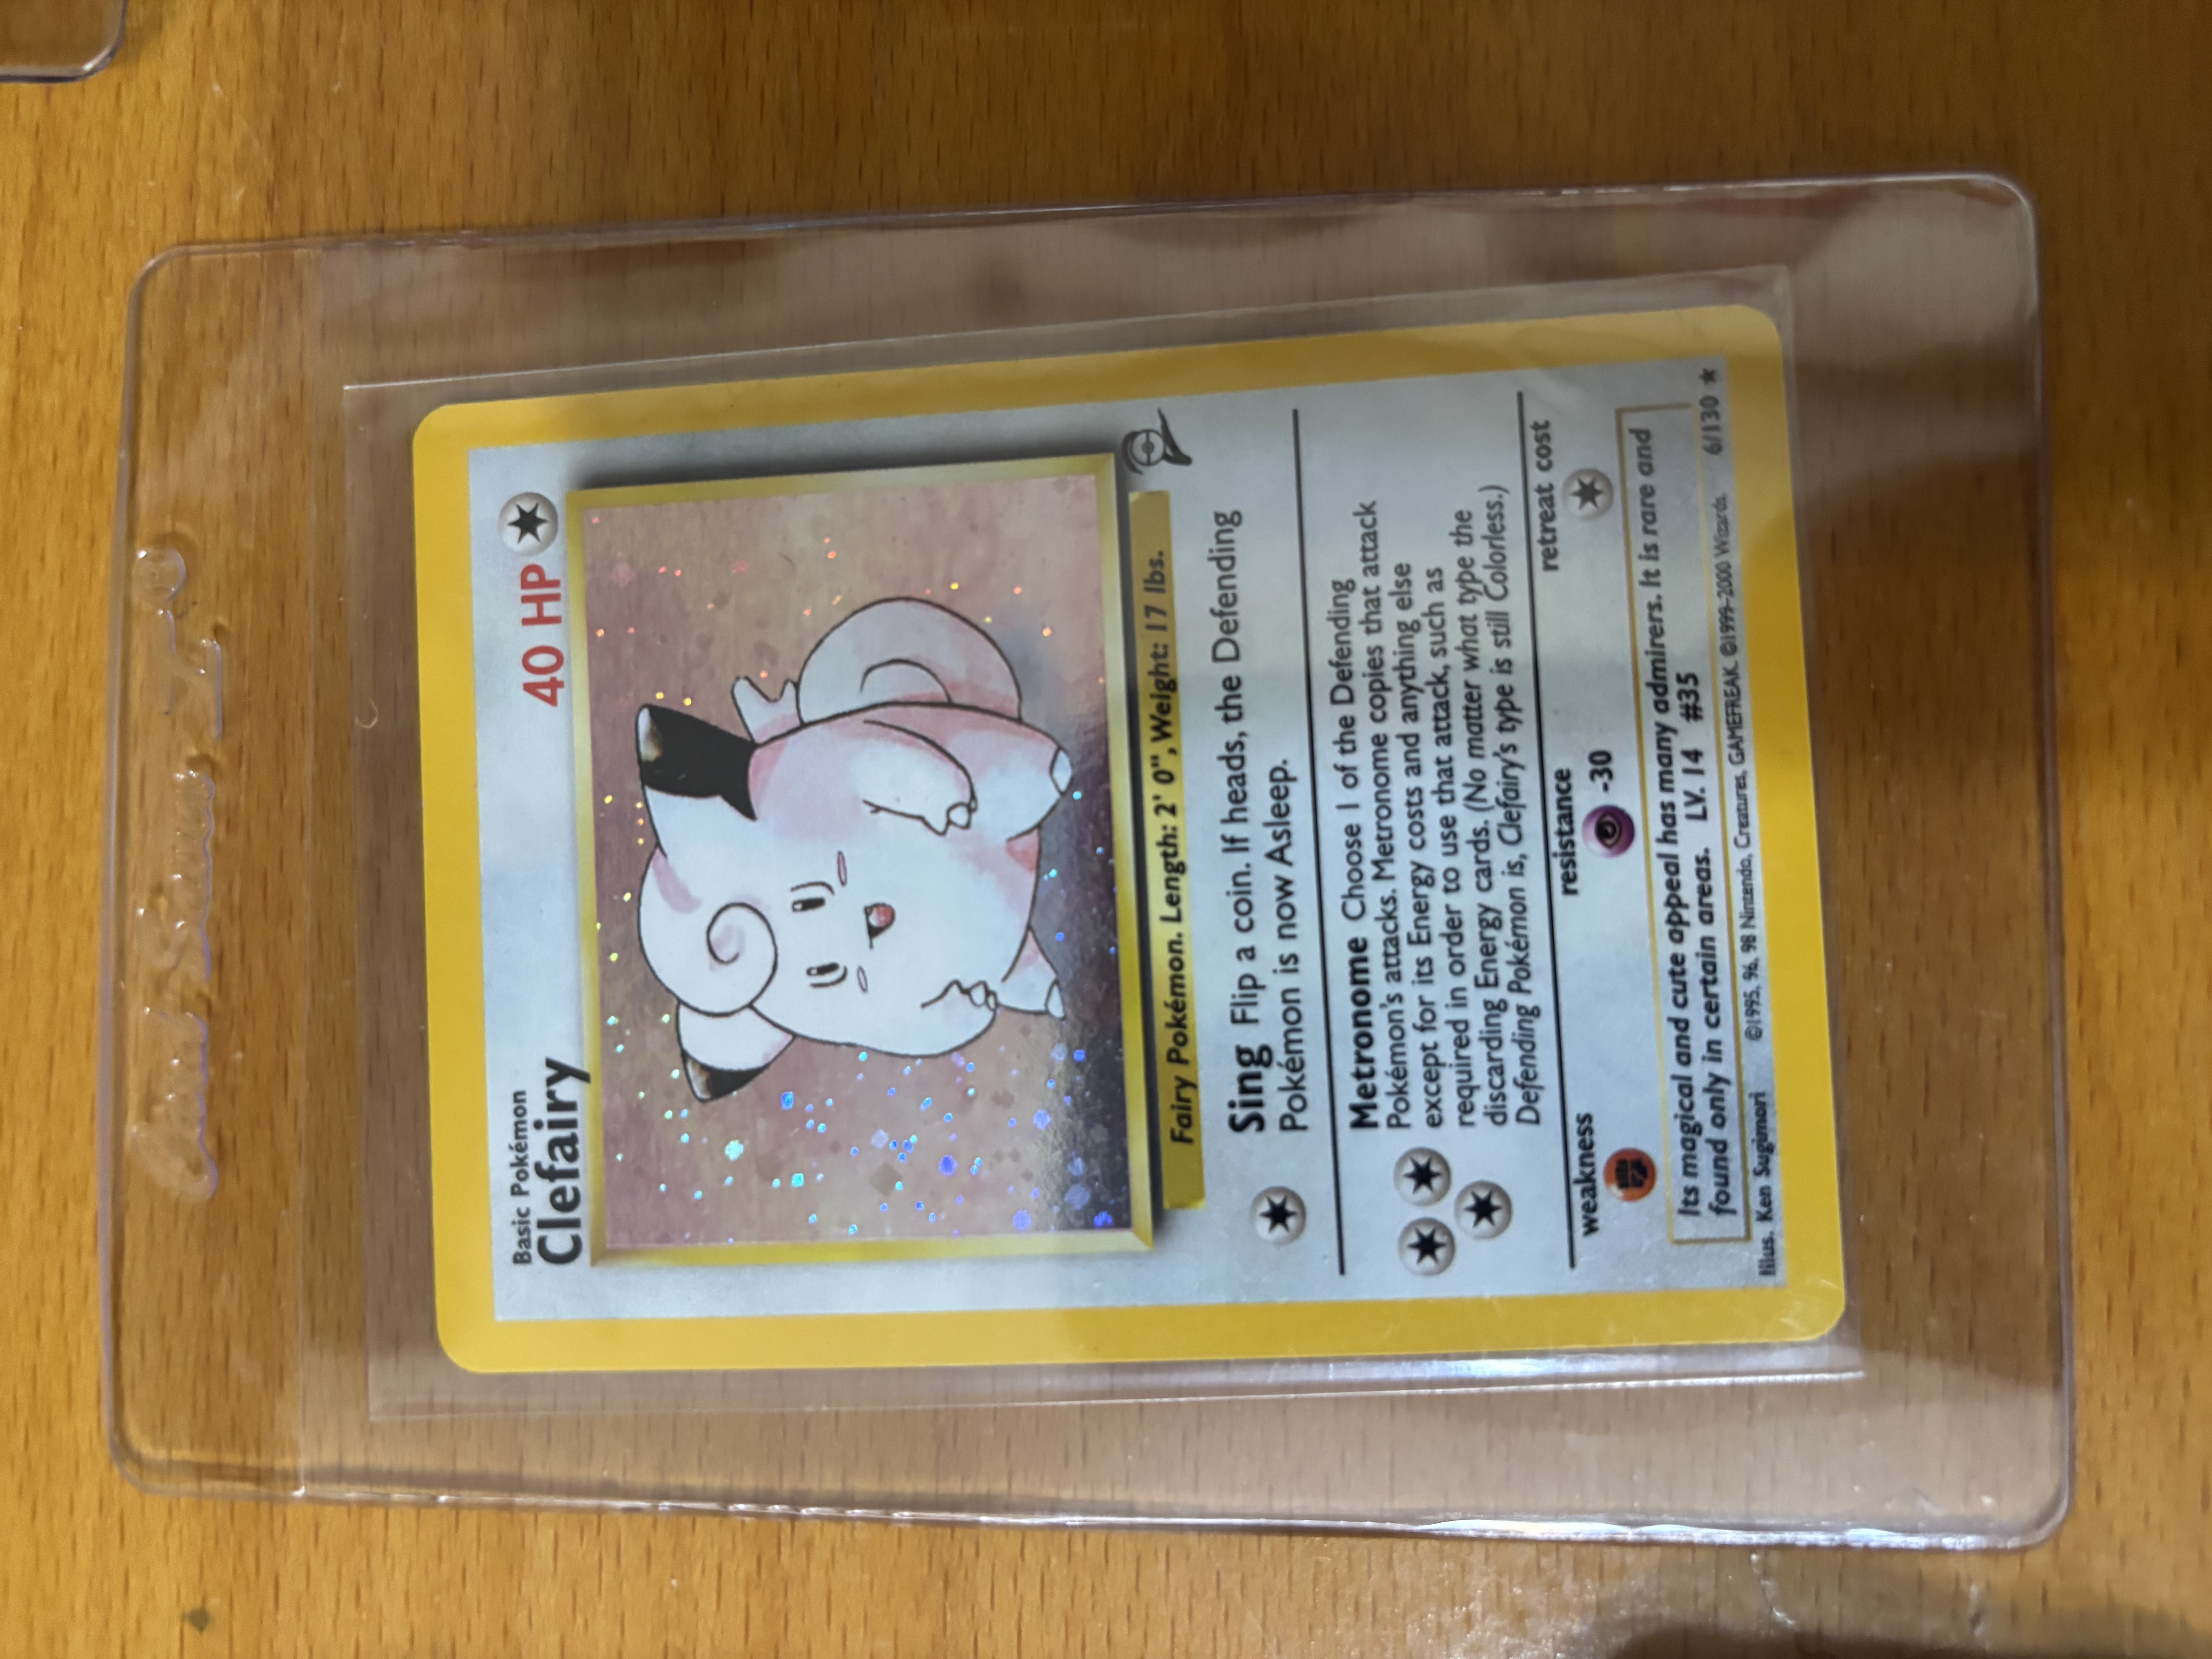 Basic Pokémon
Clefairy 40 HP
Fairy Pokémon. Length: 2' 0", Weight: 17 lbs.
Sing Flip a coin. If heads, the Defending
Pokémon is now Asleep.
Metronome Choose 1 of the Defending
Pokémon's attacks. Metronome copies that attack
except for its Energy costs and anything else
required in order to use that attack, such as
discarding Energy cards. (No matter what type the
Defending Pokémon is, Clefairy's type is still Colorless.)
weakness resistance retreat cost
-30
Its magical and cute appeal has many admirers. It is rare and
found only in certain areas. LV. 14 #35
Illus. Ken Sugimori ©1995, 96, 98 Nintendo, Creatures, GAMEFREAK. ©1999-2000 Wizards. 6/130 ★
Card Saver I